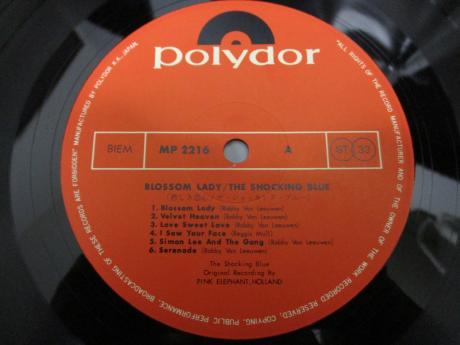 polydor
BIEM MP 2216 A ST 33
BLOSSOM LADY/THE SHOCKING BLUE
1. Blossom Lady (Robby Van Leeuwen)
2. Velvet Heaven (Robby Van Leeuwen)
3. Love Sweet Love (Robby Van Leeuwen)
4. I Saw Your Face (Reggie Moll)
5. Simon Lee And The Gang (Robby Van Leeuwen)
6. Serenade (Robby Van Leeuwen)
The Shocking Blue
Original Recording By
PINK ELEPHANT, HOLLAND
"ALL RIGHTS OF THE RECORD MANUFACTURER AND OF THE OWNER OF THE WORK RECORDED RESERVED, COPYING, PUBLIC PERFORMANCE, BROADCASTING OF THESE RECORDS ARE FORBIDDEN" MANUFACTURED BY POLYDOR K.K., JAPAN.